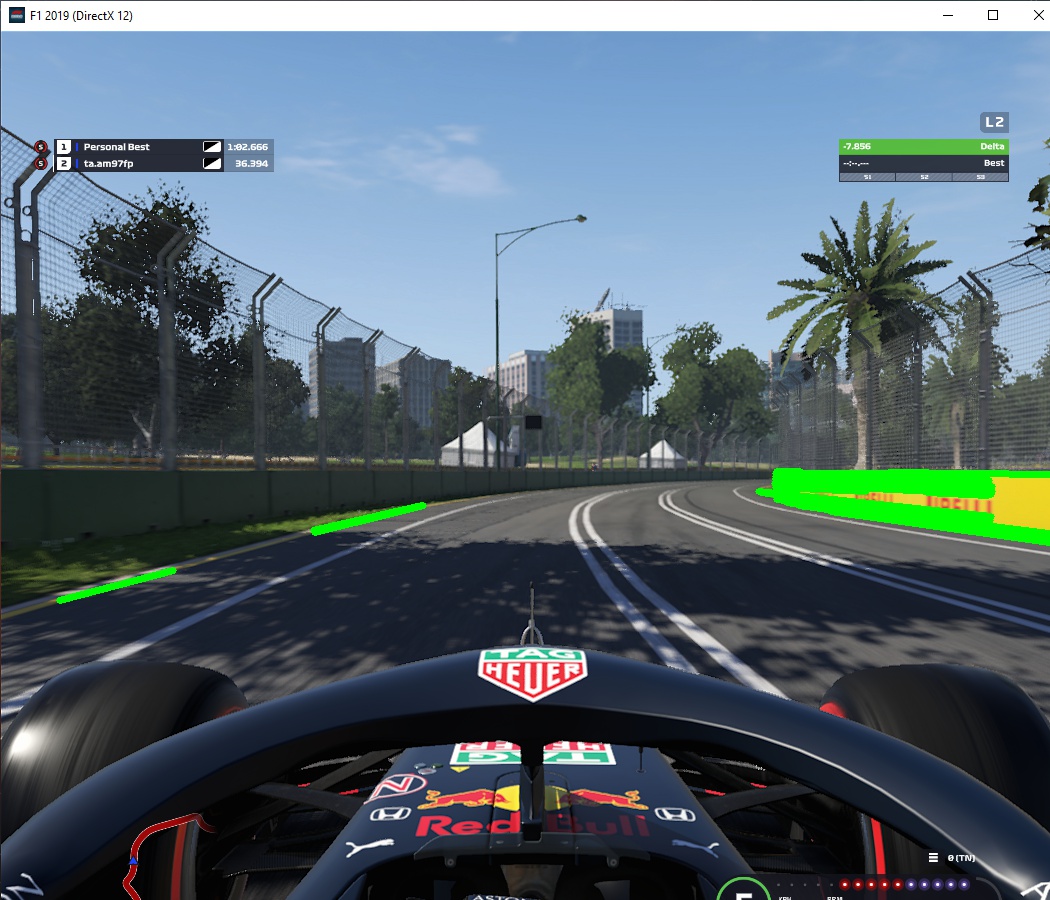 F1 2019 (DirectX 12)
L2
S 1 Personal Best 1:02.666
S 2 ta.am97fp 36.394
-7.856 Delta
--:--.--- Best
S1 S2 S3
TAG
HEUER
Red Bull
0 (TN)